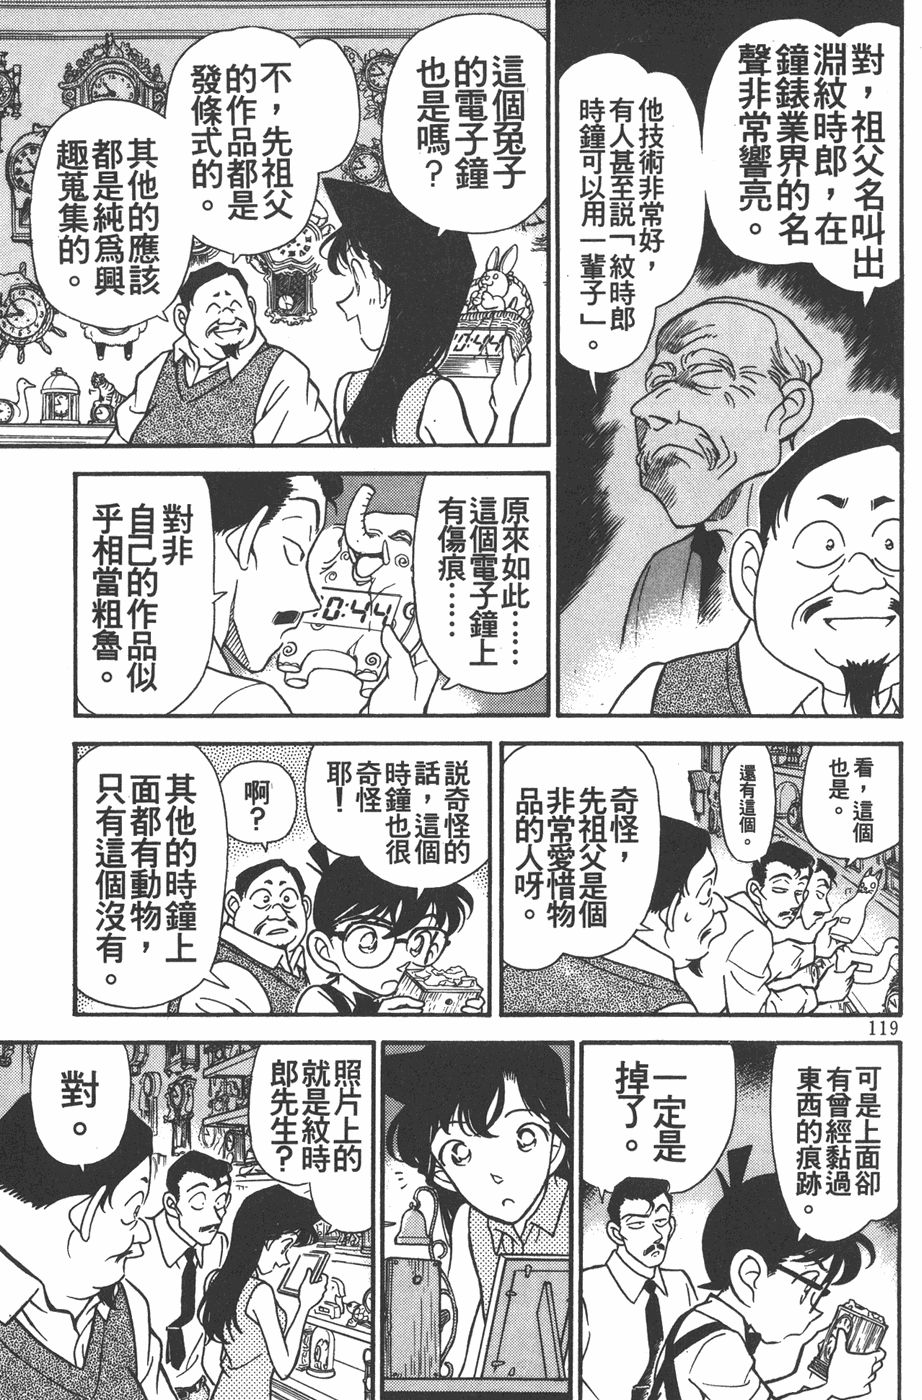 對，祖父名叫出
淵紋時郎，在
鐘錶業界的名
聲非常響亮。
他技術非常好，
有人甚至説「紋時郎
時鐘可以用一輩子」。
這個兔子
的電子鐘
也是嗎？
不，先祖父
的作品都是
發條式的。
其他的應該
都是純爲興
趣蒐集的。
原來如此……
這個電子鐘上
有傷痕……
對非
自己的作品似
乎相當粗魯。
看，這個
也是。
還有這個。
奇怪，
先祖父是個
非常愛惜物
品的人呀。
説奇怪的
話，這個
時鐘也很
奇怪
耶！
啊？
其他的時鐘上
面都有動物，
只有這個沒有。
119
可是上面卻
有曾經黏過
東西的痕跡。
一定是
掉了。
照片上的
就是紋時
郎先生？
對。
10:44
10:44